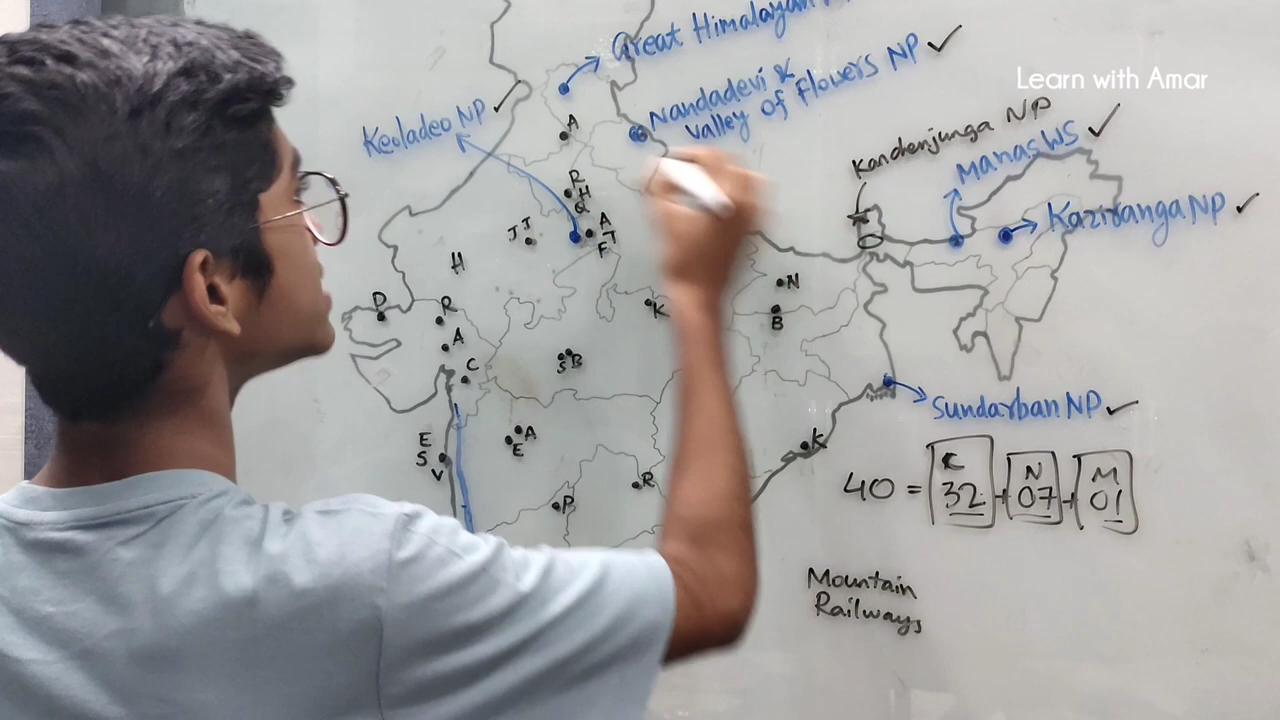 Great Himalayan
Learn with Amar
Nandadevi &
Valley of Flowers NP ✓
Keoladeo NP ✓
Kanchenjunga NP
Manas WS ✓
Kaziranga NP ✓
A
R
H
Q
A
T
F
J J
H
N
D
R
K
B
A
S B
C
Sundarban NP ✓
E
S
V
A
E
K
R
P
K N M
40 = 32 + 07 + 01
Mountain
Railways